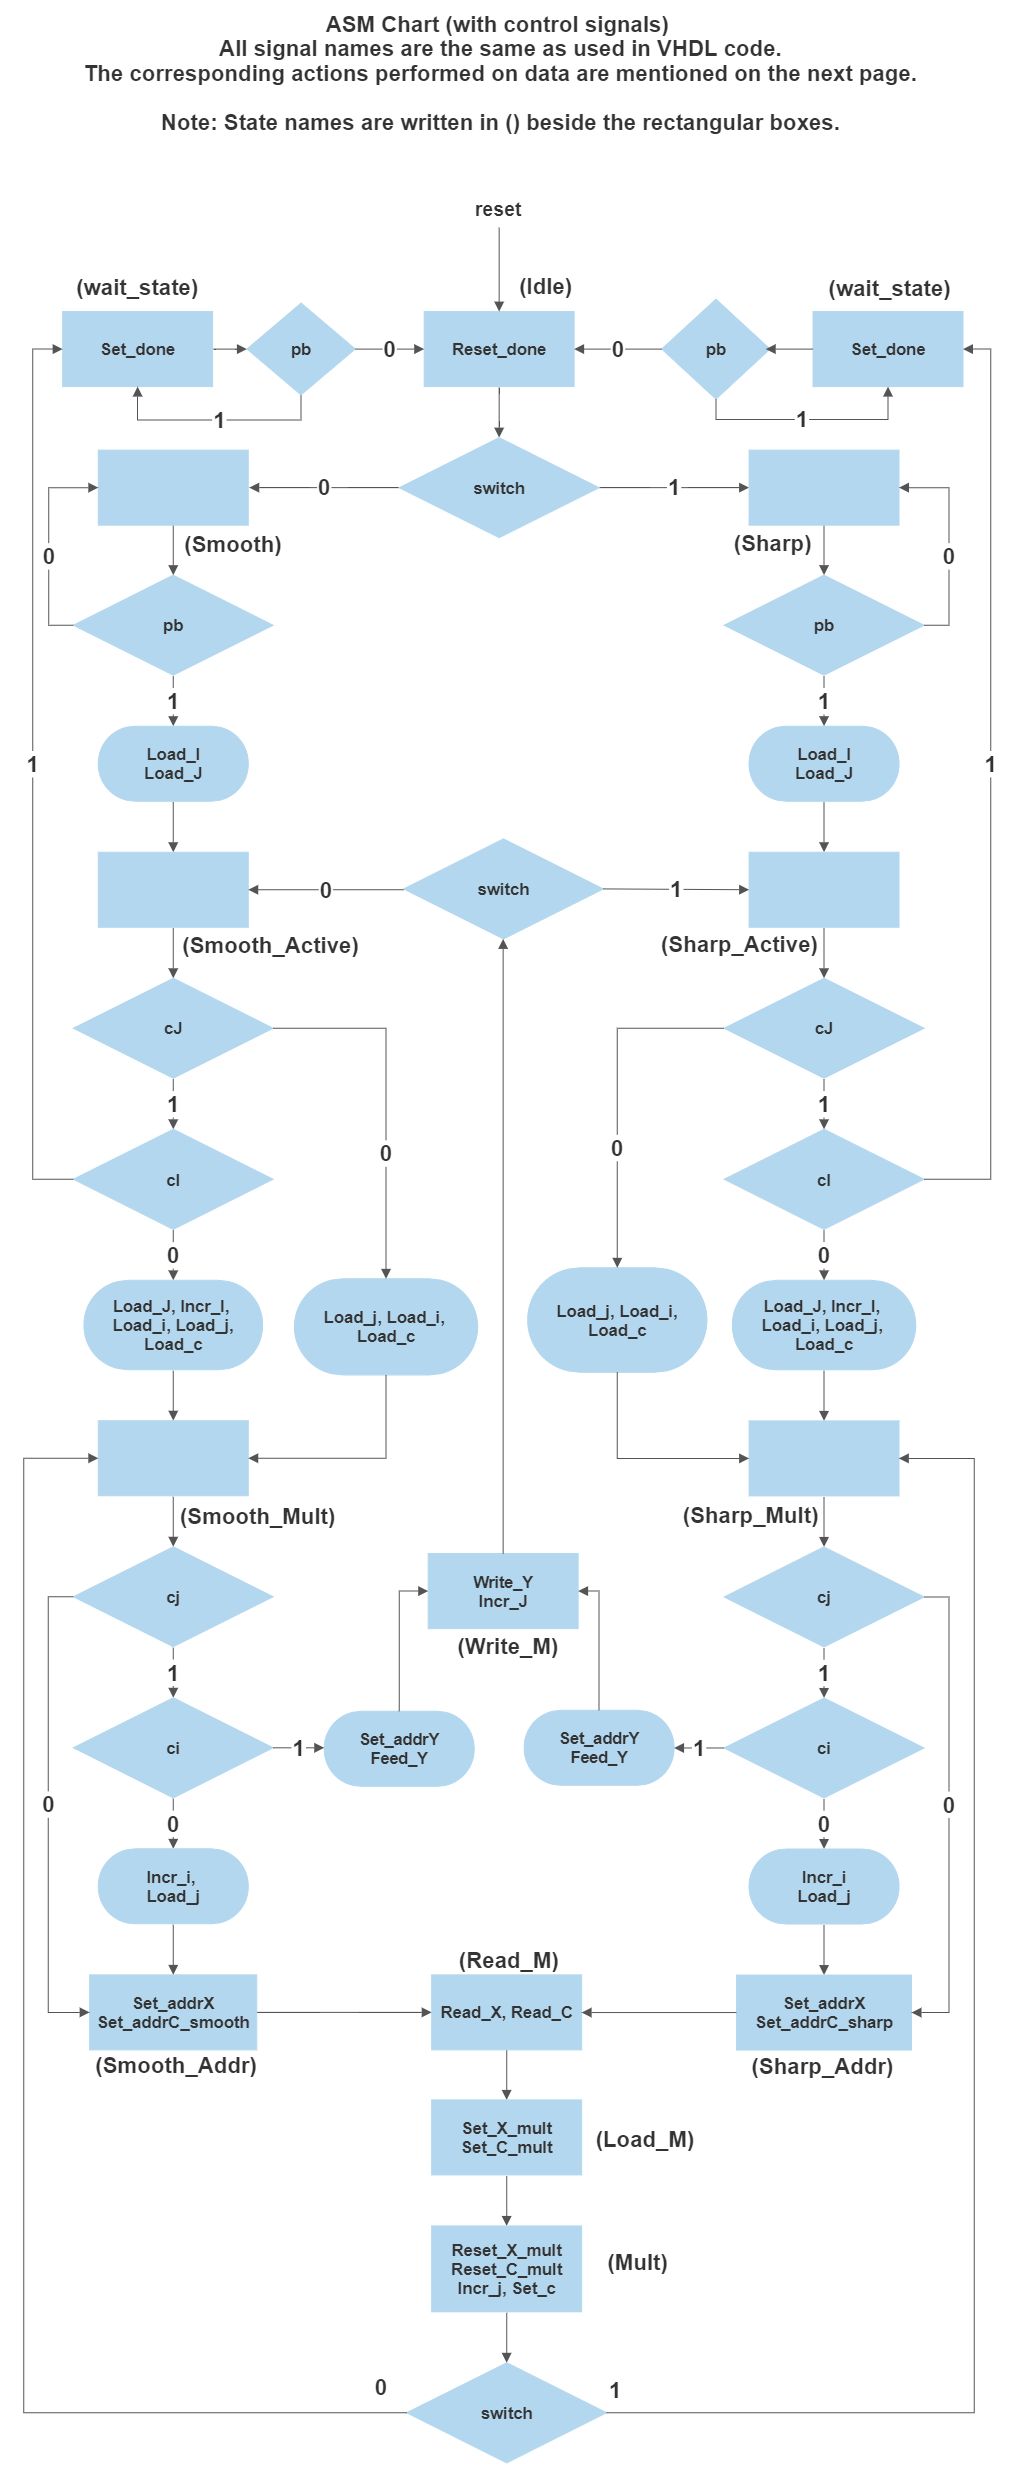 ASM Chart (with control signals)
All signal names are the same as used in VHDL code.
The corresponding actions performed on data are mentioned on the next page.
Note: State names are written in () beside the rectangular boxes.
reset
(wait_state)
(Idle)
(wait_state)
Set_done
pb
0
Reset_done
0
pb
Set_done
1
1
0
switch
1
(Smooth)
(Sharp)
0
0
pb
pb
1
1
Load_I
Load_J
Load_I
Load_J
1
1
0
switch
1
(Smooth_Active)
(Sharp_Active)
cJ
cJ
1
1
0
0
cI
cI
0
0
Load_J, Incr_I,
Load_i, Load_j,
Load_c
Load_j, Load_i,
Load_c
Load_j, Load_i,
Load_c
Load_J, Incr_I,
Load_i, Load_j,
Load_c
(Smooth_Mult)
(Sharp_Mult)
cj
Write_Y
Incr_J
cj
(Write_M)
1
1
ci
1
Set_addrY
Feed_Y
Set_addrY
Feed_Y
1
ci
0
0
0
0
Incr_i,
Load_j
Incr_i
Load_j
(Read_M)
Set_addrX
Set_addrC_smooth
Read_X, Read_C
Set_addrX
Set_addrC_sharp
(Smooth_Addr)
(Sharp_Addr)
Set_X_mult
Set_C_mult
(Load_M)
Reset_X_mult
Reset_C_mult
Incr_j, Set_c
(Mult)
0
1
switch